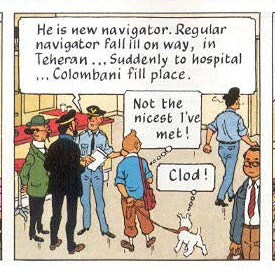 He is new navigator. Regular
navigator fall ill on way, in
Teheran ... Suddenly to hospital
... Colombani fill place.
Not the
nicest I've
met!
Clod!